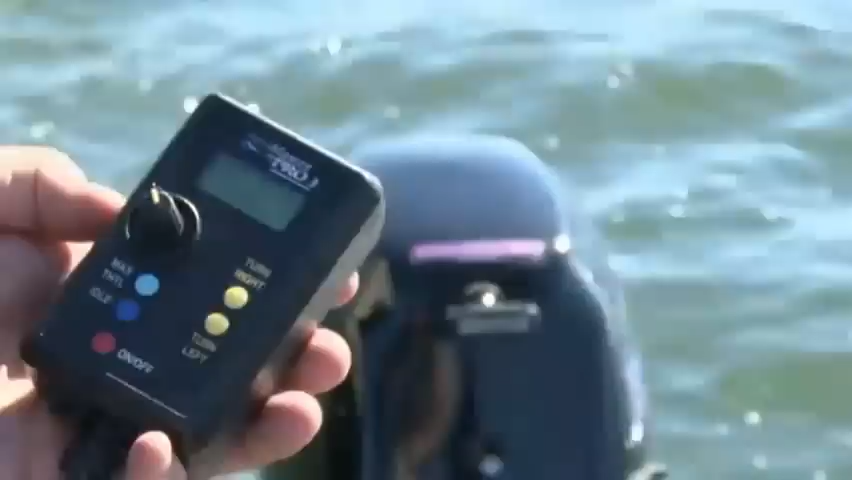 PRO
MAX
THTL
IDLE
ON/OFF
TURN
RIGHT
TURN
LEFT